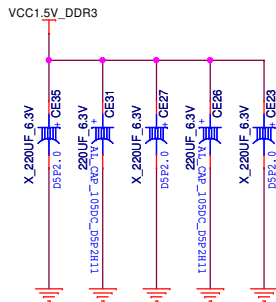 VCC1.5V_DDR3
X_220UF_6.3V
+
CE35
D5P2.0
220UF_6.3V
+
CE31
AL_CAP_105DC_D5P2H11
X_220UF_6.3V
+
CE27
D5P2.0
220UF_6.3V
+
CE26
AL_CAP_105DC_D5P2H11
X_220UF_6.3V
+
CE23
D5P2.0